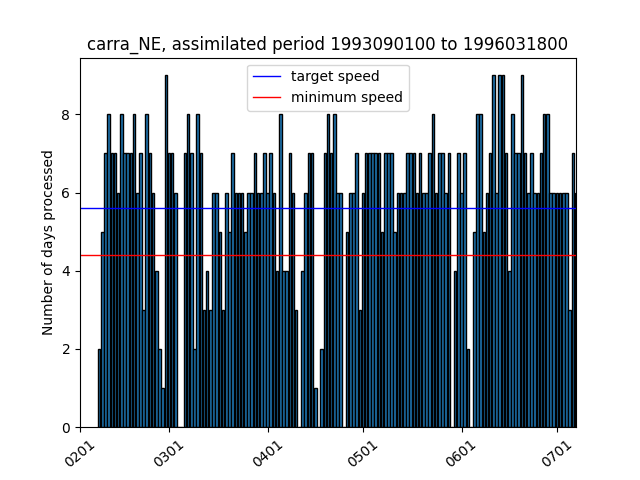 carra_NE, assimilated period 1993090100 to 1996031800
target speed
minimum speed
Number of days processed
8
6
4
2
0
0201
0301
0401
0501
0601
0701